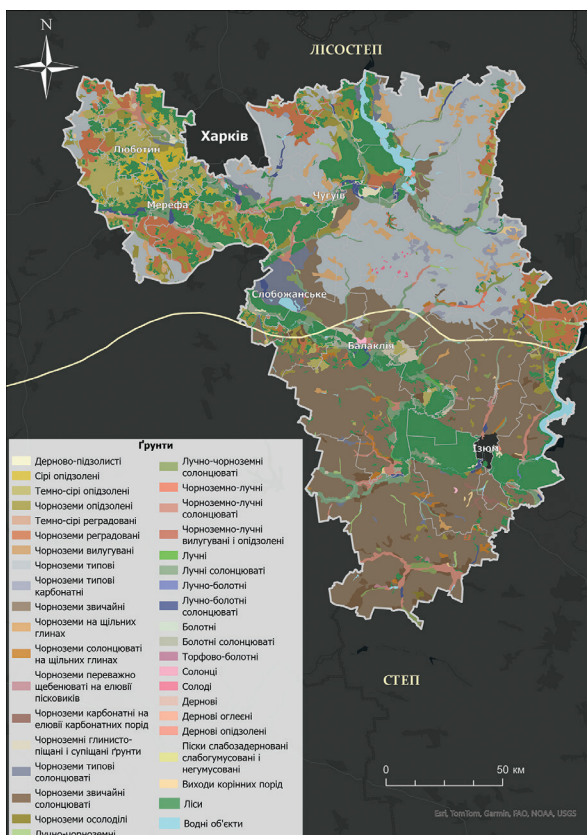 N
ЛІСОСТЕП
Харків
Люботин
Мерефа
Чугуїв
Слобожанське
Балаклія
Ізюм
Ґрунти
Дерново-підзолисті
Сірі опідзолені
Темно-сірі опідзолені
Чорноземи опідзолені
Темно-сірі реградовані
Чорноземи реградовані
Чорноземи вилугувані
Чорноземи типові
Чорноземи типові
карбонатні
Чорноземи звичайні
Чорноземи на щільних
глинах
Чорноземи солонцюваті
на щільних глинах
Чорноземи переважно
щебенюваті на елювії
пісковиків
Чорноземи карбонатні на
елювії карбонатних порід
Чорноземні глинисто-
піщані і супіщані ґрунти
Чорноземи типові
солонцюваті
Чорноземи звичайні
солонцюваті
Чорноземи осолоділі
Лучно-чорноземні
Лучно-чорноземні
солонцюваті
Чорноземно-лучні
Чорноземно-лучні
солонцюваті
Чорноземно-лучні
вилугувані і опідзолені
Лучні
Лучні солонцюваті
Лучно-болотні
Лучно-болотні
солонцюваті
Болотні
Болотні солонцюваті
Торфово-болотні
Солонці
Солоді
Дернові
Дернові оглеєні
Дернові опідзолені
Піски слабозадерновані
слабогумусовані і
негумусовані
Виходи корінних порід
Ліси
Водні об'єкти
СТЕП
0 50 км
Esri, TomTom, Garmin, FAO, NOAA, USGS